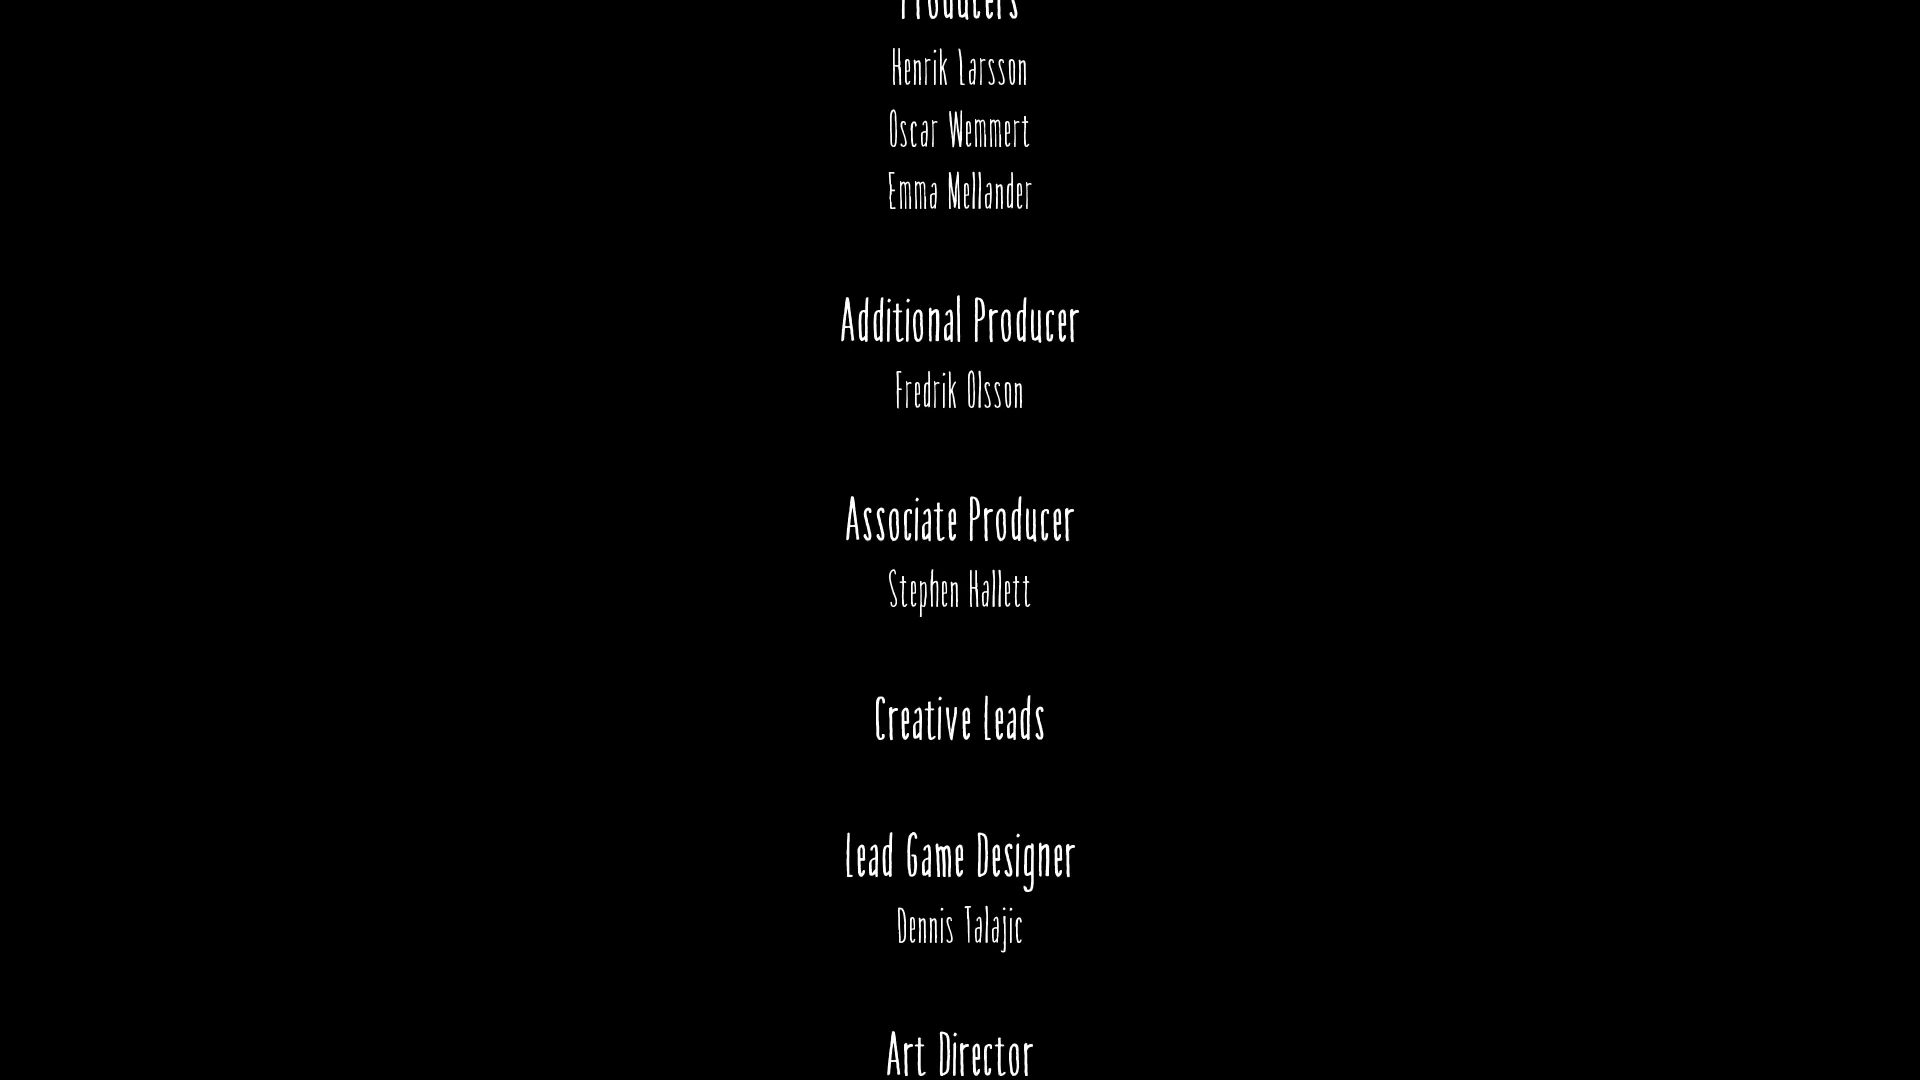 Producers
Henrik Larsson
Oscar Wemmert
Emma Mellander
Additional Producer
Fredrik Olsson
Associate Producer
Stephen Hallett
Creative Leads
Lead Game Designer
Dennis Talajic
Art Director